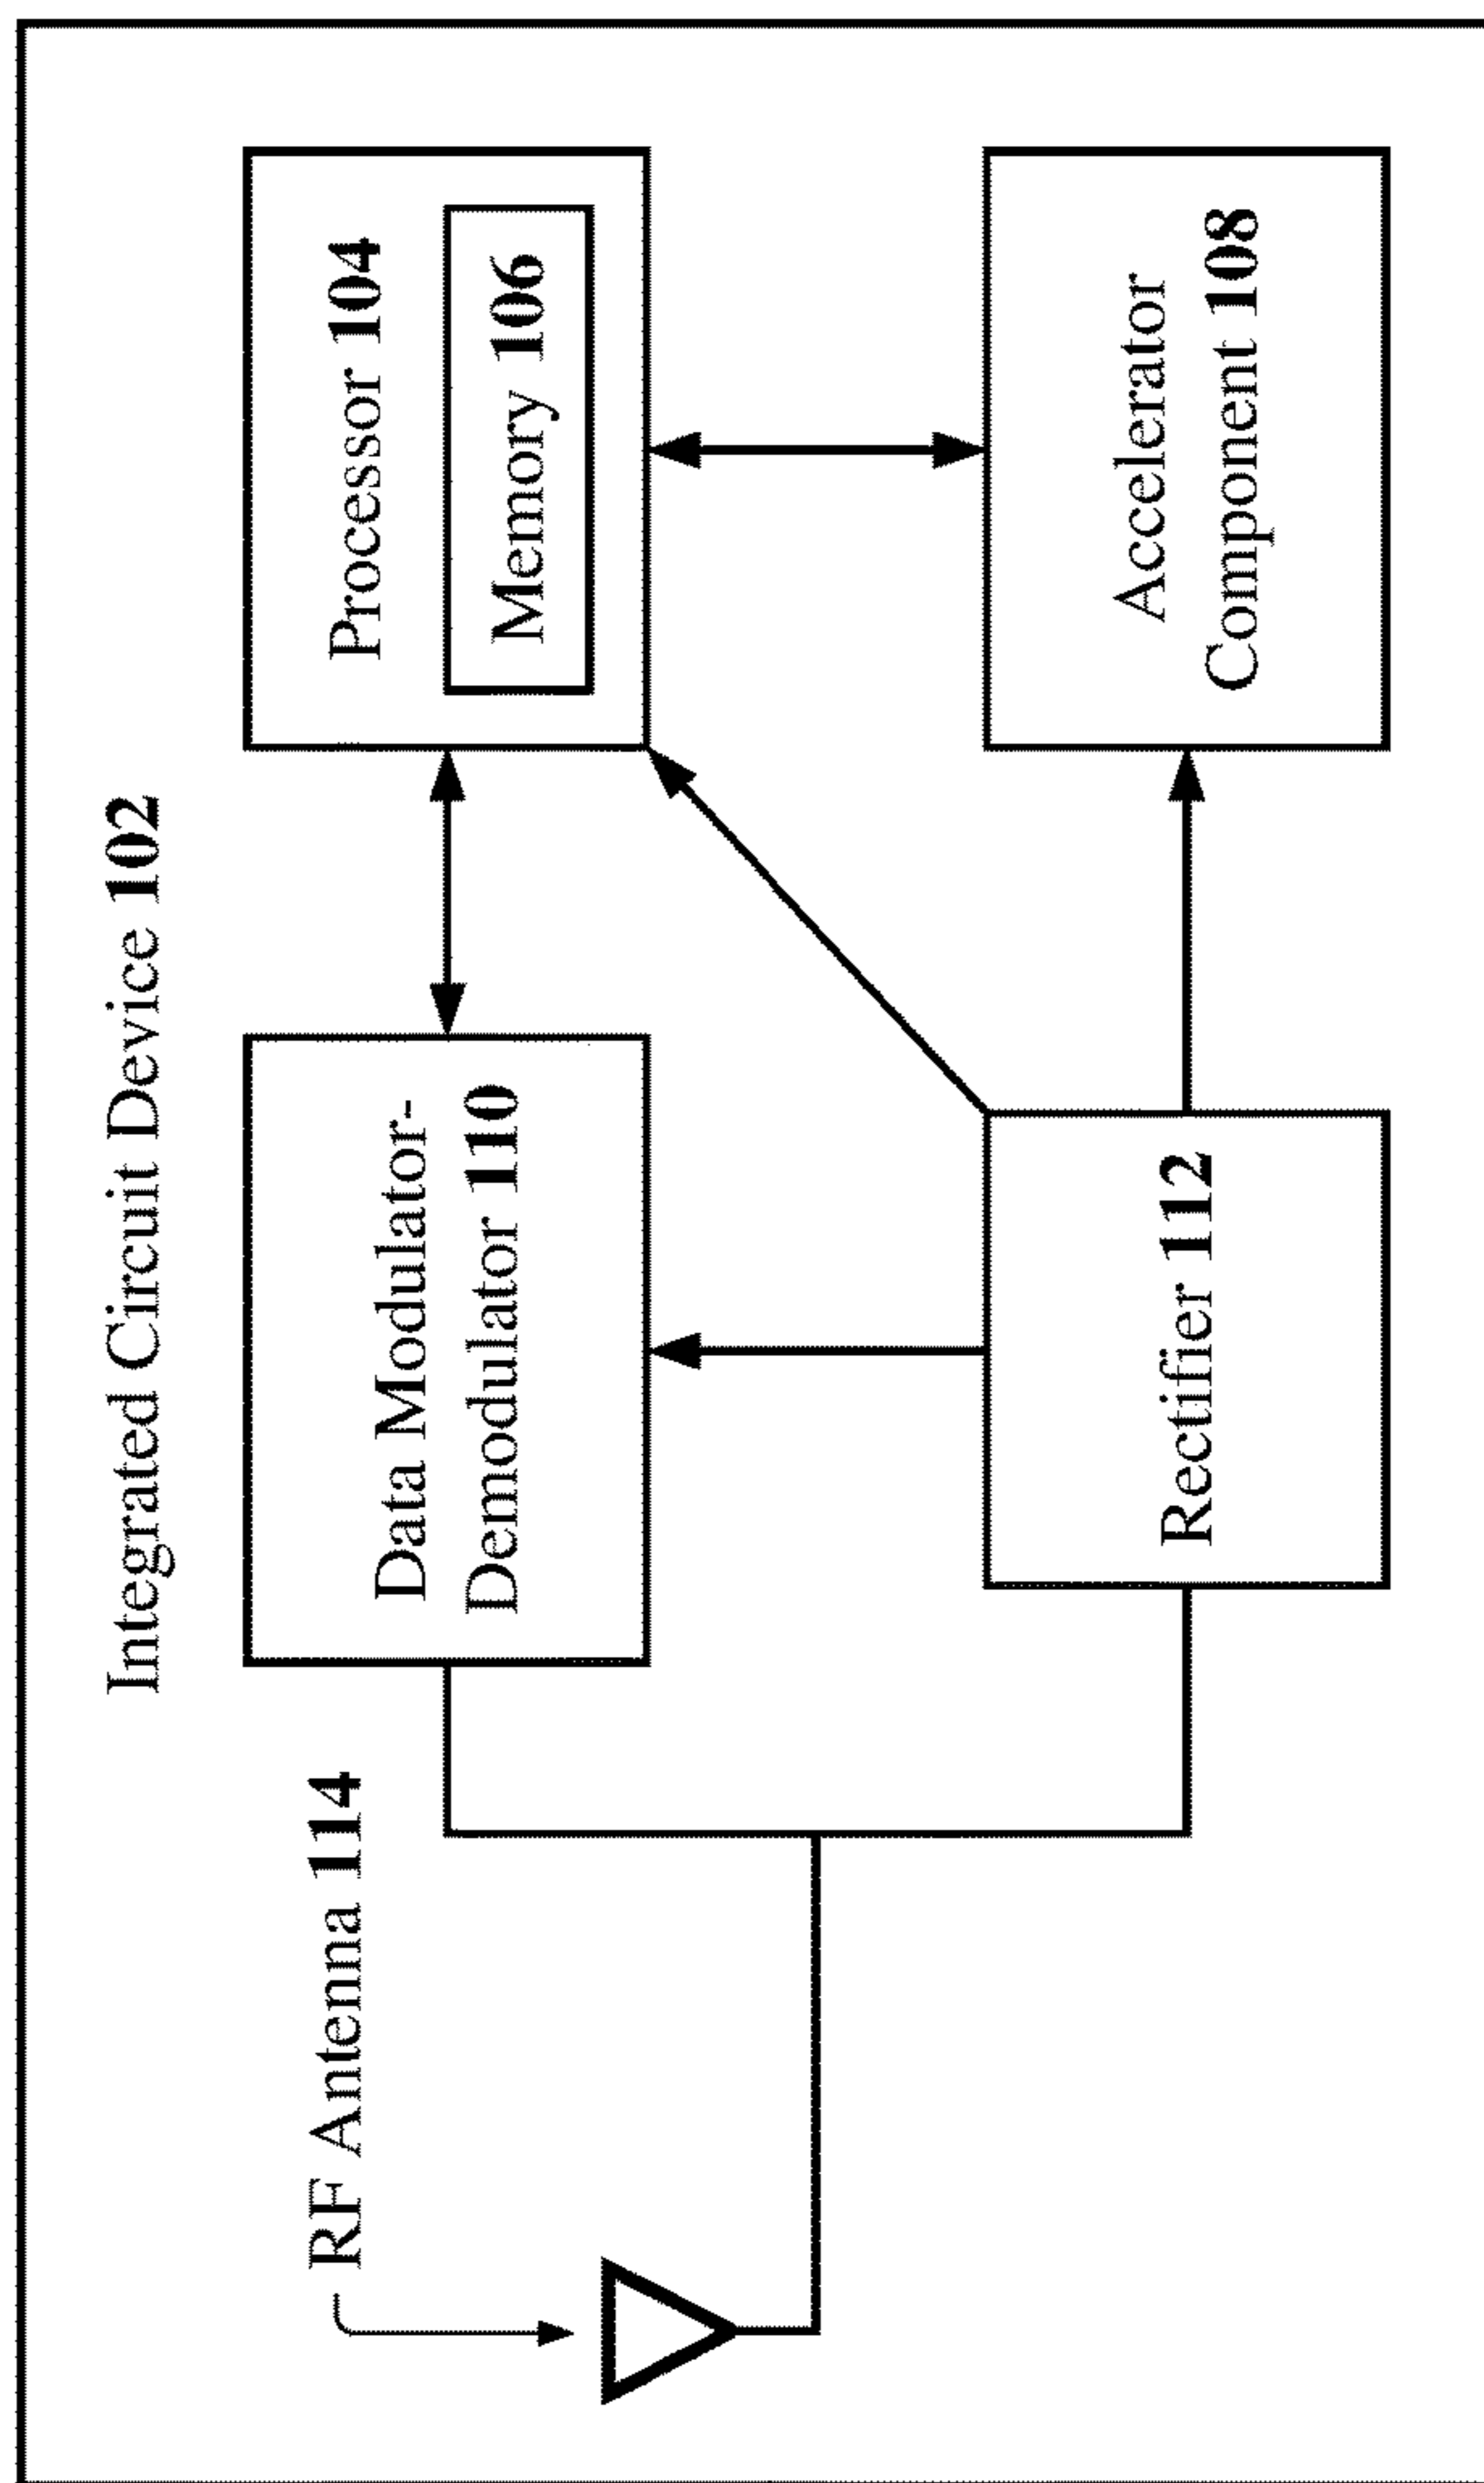 Integrated Circuit Device 102
RF Antenna 114
Data Modulator-
Demodulator 110
Processor 104
Memory 106
Rectifier 112
Accelerator
Component 108